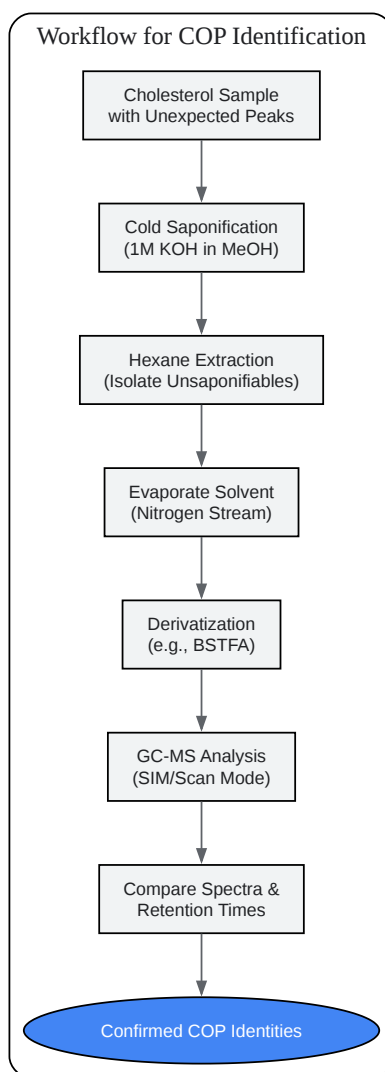 Workflow for COP Identification
Cholesterol Sample
with Unexpected Peaks
Cold Saponification
(1M KOH in MeOH)
Hexane Extraction
(Isolate Unsaponifiables)
Evaporate Solvent
(Nitrogen Stream)
Derivatization
(e.g., BSTFA)
GC-MS Analysis
(SIM/Scan Mode)
Compare Spectra &
Retention Times
Confirmed COP Identities